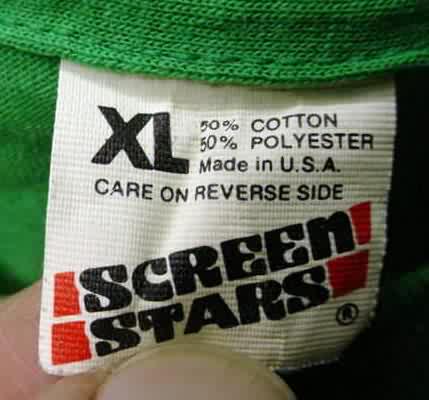 XL
50% COTTON
50% POLYESTER
Made in U.S.A.
CARE ON REVERSE SIDE
SCREEN
STARS
®